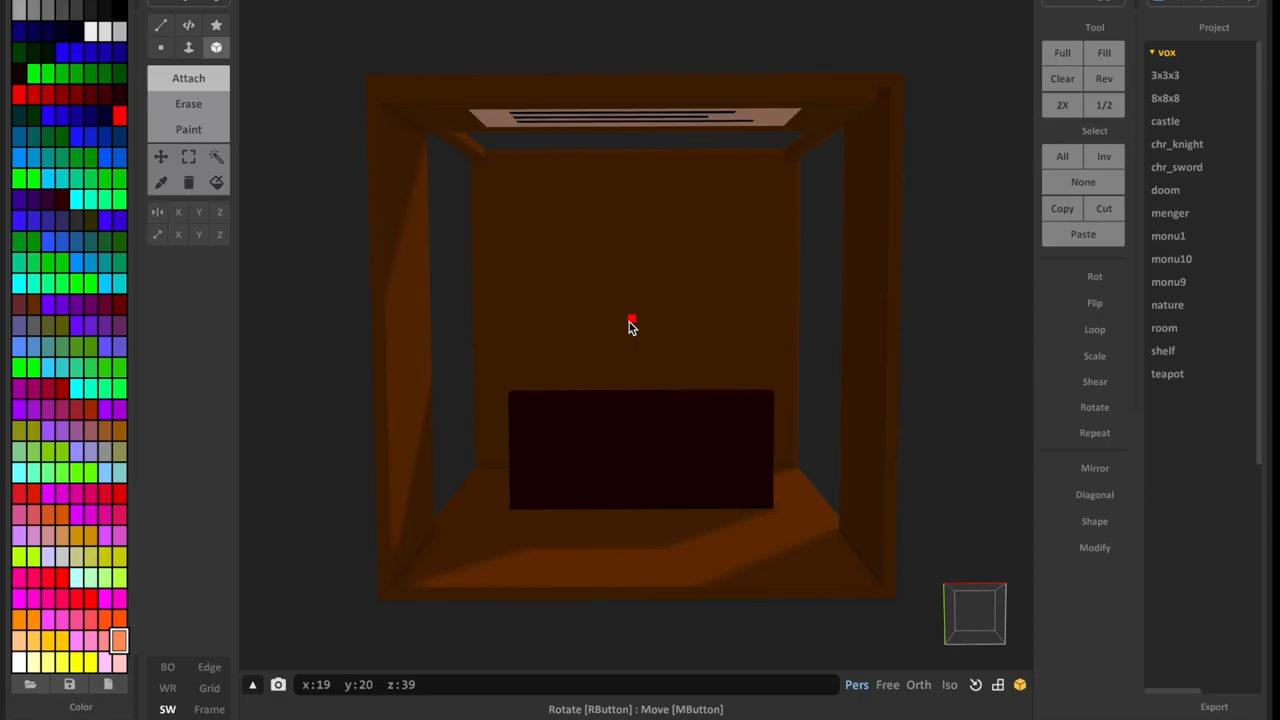 Attach
Erase
Paint
X Y Z
X Y Z
BO Edge
WR Grid
SW Frame
Color
x:19 y:20 z:39
Pers Free Orth Iso
Rotate [RButton] : Move [MButton]
Tool
Full Fill
Clear Rev
2X 1/2
Select
All Inv
None
Copy Cut
Paste
Rot
Flip
Loop
Scale
Shear
Rotate
Repeat
Mirror
Diagonal
Shape
Modify
Project
vox
3x3x3
8x8x8
castle
chr_knight
chr_sword
doom
menger
monu1
monu10
monu9
nature
room
shelf
teapot
Export